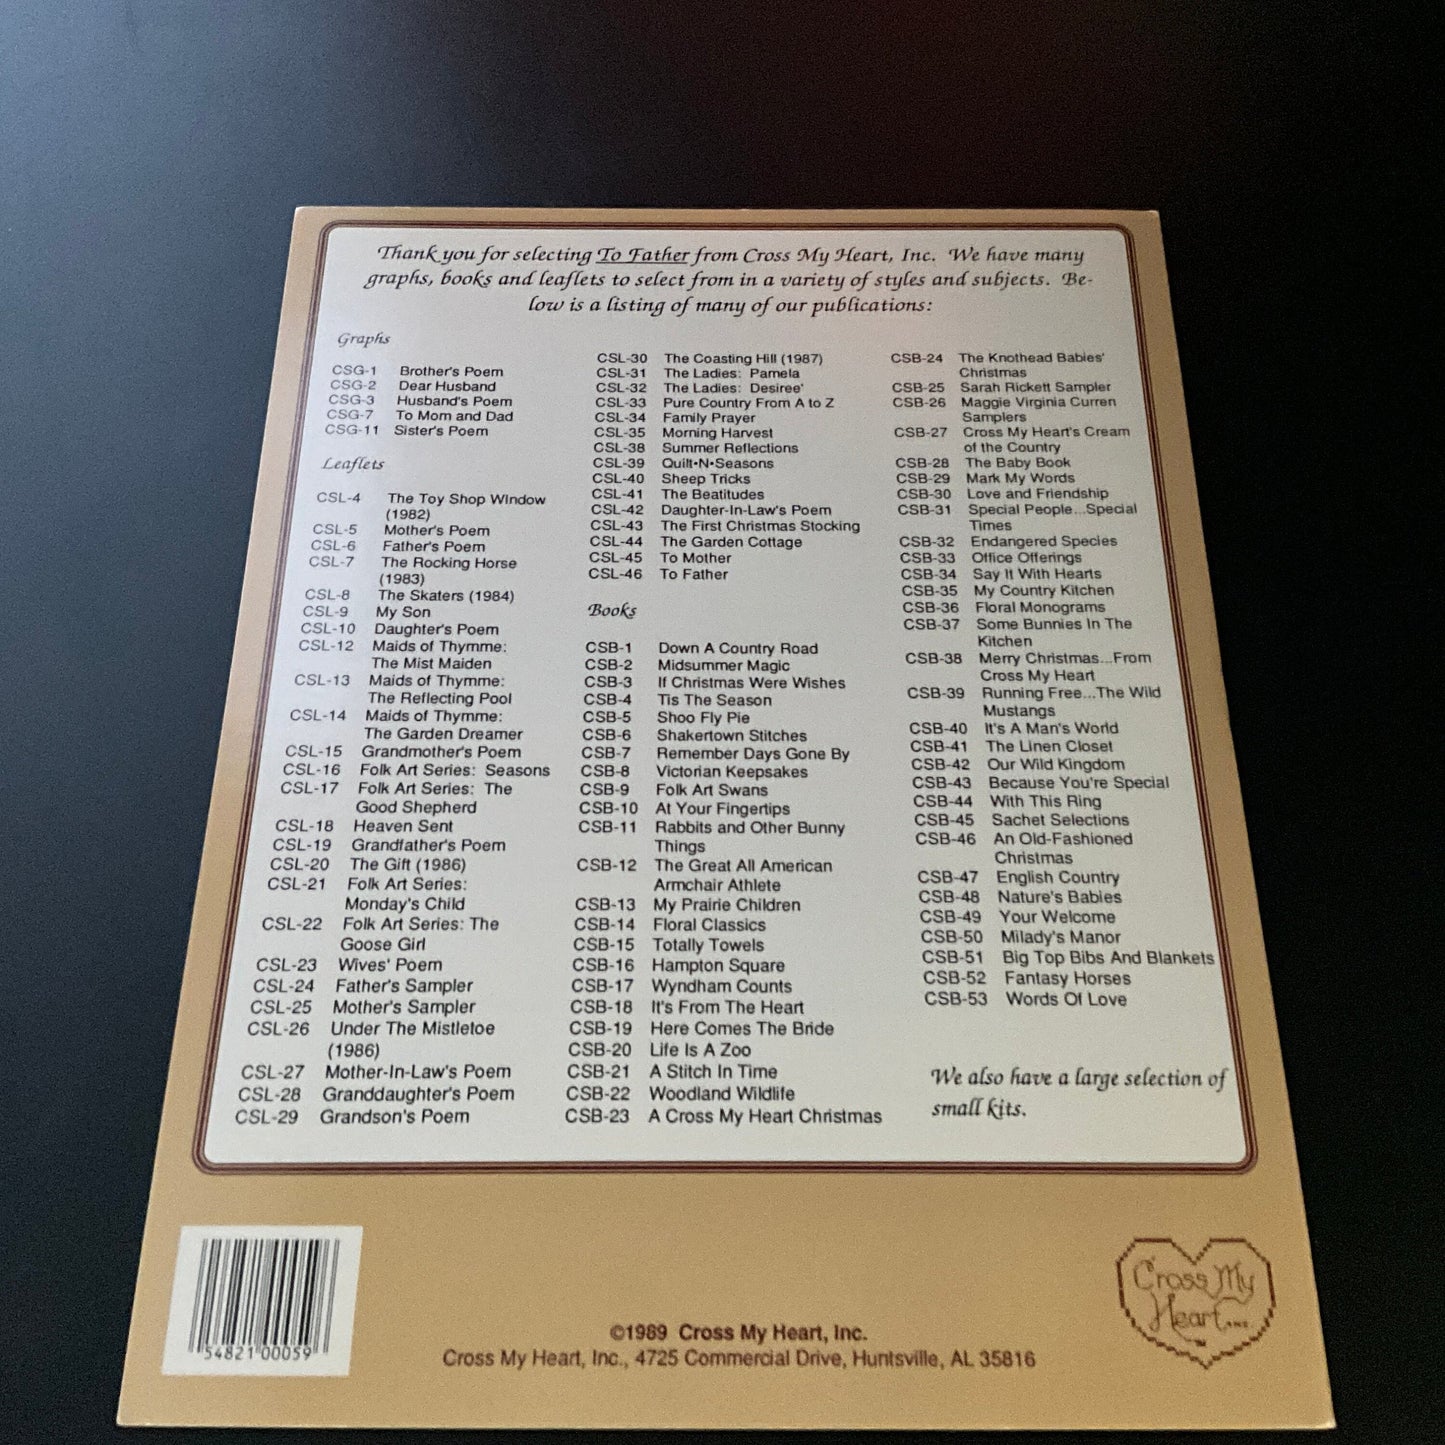 Thank you for selecting To Father from Cross My Heart, Inc. We have many
graphs, books and leaflets to select from in a variety of styles and subjects. Be-
low is a listing of many of our publications:
Graphs
CSG-1 Brother's Poem
CSG-2 Dear Husband
CSG-3 Husband's Poem
CSG-7 To Mom and Dad
CSG-11 Sister's Poem
Leaflets
CSL-4 The Toy Shop Window
(1982)
CSL-5 Mother's Poem
CSL-6 Father's Poem
CSL-7 The Rocking Horse
(1983)
CSL-8 The Skaters (1984)
CSL-9 My Son
CSL-10 Daughter's Poem
CSL-12 Maids of Thymme:
The Mist Maiden
CSL-13 Maids of Thymme:
The Reflecting Pool
CSL-14 Maids of Thymme:
The Garden Dreamer
CSL-15 Grandmother's Poem
CSL-16 Folk Art Series: Seasons
CSL-17 Folk Art Series: The
Good Shepherd
CSL-18 Heaven Sent
CSL-19 Grandfather's Poem
CSL-20 The Gift (1986)
CSL-21 Folk Art Series:
Monday's Child
CSL-22 Folk Art Series: The
Goose Girl
CSL-23 Wives' Poem
CSL-24 Father's Sampler
CSL-25 Mother's Sampler
CSL-26 Under The Mistletoe
(1986)
CSL-27 Mother-In-Law's Poem
CSL-28 Granddaughter's Poem
CSL-29 Grandson's Poem
CSL-30 The Coasting Hill (1987)
CSL-31 The Ladies: Pamela
CSL-32 The Ladies: Desiree'
CSL-33 Pure Country From A to Z
CSL-34 Family Prayer
CSL-35 Morning Harvest
CSL-38 Summer Reflections
CSL-39 Quilt•N•Seasons
CSL-40 Sheep Tricks
CSL-41 The Beatitudes
CSL-42 Daughter-In-Law's Poem
CSL-43 The First Christmas Stocking
CSL-44 The Garden Cottage
CSL-45 To Mother
CSL-46 To Father
Books
CSB-1 Down A Country Road
CSB-2 Midsummer Magic
CSB-3 If Christmas Were Wishes
CSB-4 Tis The Season
CSB-5 Shoo Fly Pie
CSB-6 Shakertown Stitches
CSB-7 Remember Days Gone By
CSB-8 Victorian Keepsakes
CSB-9 Folk Art Swans
CSB-10 At Your Fingertips
CSB-11 Rabbits and Other Bunny
Things
CSB-12 The Great All American
Armchair Athlete
CSB-13 My Prairie Children
CSB-14 Floral Classics
CSB-15 Totally Towels
CSB-16 Hampton Square
CSB-17 Wyndham Counts
CSB-18 It's From The Heart
CSB-19 Here Comes The Bride
CSB-20 Life Is A Zoo
CSB-21 A Stitch In Time
CSB-22 Woodland Wildlife
CSB-23 A Cross My Heart Christmas
CSB-24 The Knothead Babies'
Christmas
CSB-25 Sarah Rickett Sampler
CSB-26 Maggie Virginia Curren
Samplers
CSB-27 Cross My Heart's Cream
of the Country
CSB-28 The Baby Book
CSB-29 Mark My Words
CSB-30 Love and Friendship
CSB-31 Special People...Special
Times
CSB-32 Endangered Species
CSB-33 Office Offerings
CSB-34 Say It With Hearts
CSB-35 My Country Kitchen
CSB-36 Floral Monograms
CSB-37 Some Bunnies In The
Kitchen
CSB-38 Merry Christmas...From
Cross My Heart
CSB-39 Running Free...The Wild
Mustangs
CSB-40 It's A Man's World
CSB-41 The Linen Closet
CSB-42 Our Wild Kingdom
CSB-43 Because You're Special
CSB-44 With This Ring
CSB-45 Sachet Selections
CSB-46 An Old-Fashioned
Christmas
CSB-47 English Country
CSB-48 Nature's Babies
CSB-49 Your Welcome
CSB-50 Milady's Manor
CSB-51 Big Top Bibs And Blankets
CSB-52 Fantasy Horses
CSB-53 Words Of Love
We also have a large selection of
small kits.
54821 00059
©1989 Cross My Heart, Inc.
Cross My Heart, Inc., 4725 Commercial Drive, Huntsville, AL 35816
Cross My
Heart, INC.